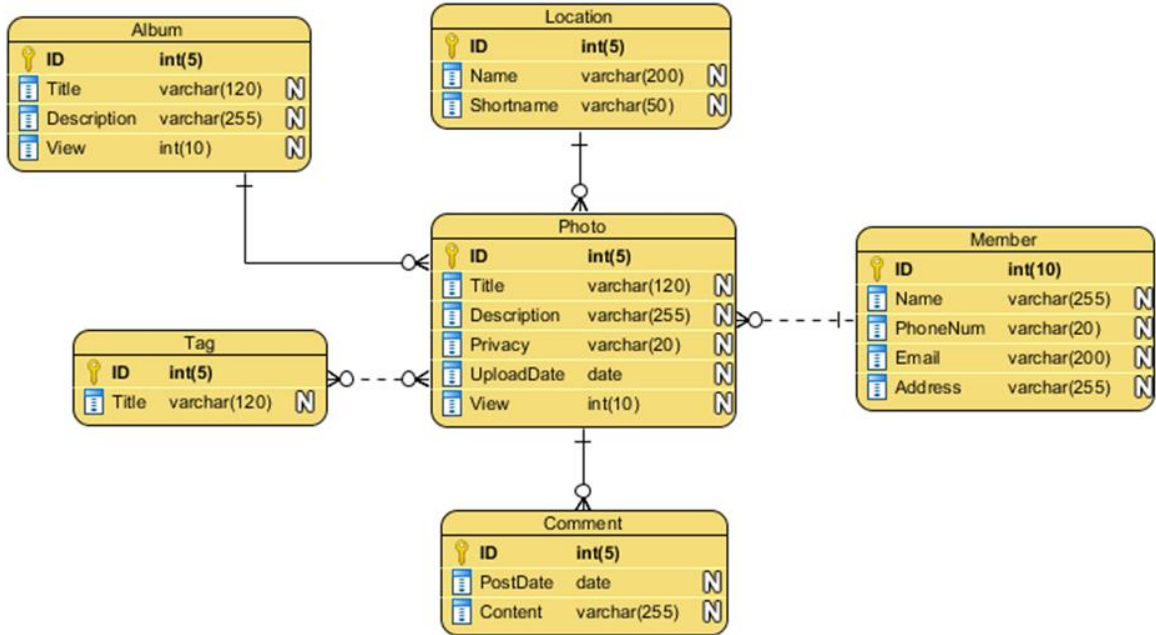 Album
ID int(5)
Title varchar(120) N
Description varchar(255) N
View int(10) N
Location
ID int(5)
Name varchar(200) N
Shortname varchar(50) N
Photo
ID int(5)
Title varchar(120) N
Description varchar(255) N
Privacy varchar(20) N
UploadDate date N
View int(10) N
Member
ID int(10)
Name varchar(255) N
PhoneNum varchar(20) N
Email varchar(200) N
Address varchar(255) N
Tag
ID int(5)
Title varchar(120) N
Comment
ID int(5)
PostDate date N
Content varchar(255) N